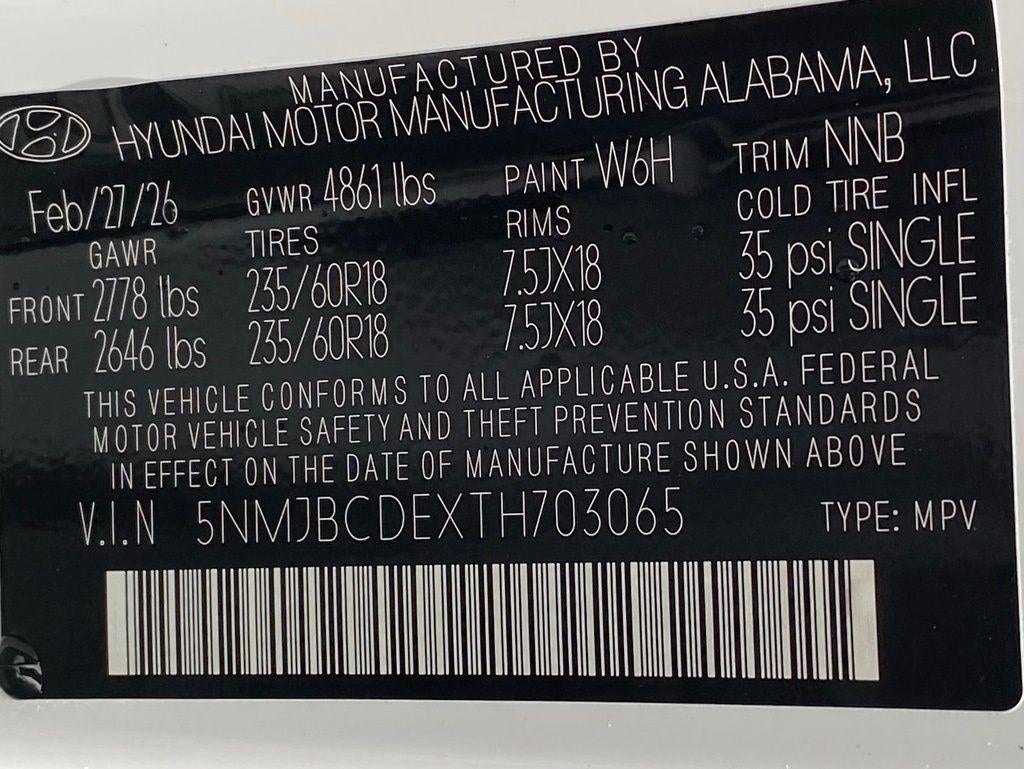 MANUFACTURED BY
HYUNDAI MOTOR MANUFACTURING ALABAMA, LLC
Feb/27/26 GVWR 4861 lbs PAINT W6H TRIM NNB
GAWR TIRES RIMS COLD TIRE INFL
FRONT 2778 lbs 235/60R18 7.5JX18 35 psi SINGLE
REAR 2646 lbs 235/60R18 7.5JX18 35 psi SINGLE
THIS VEHICLE CONFORMS TO ALL APPLICABLE U.S.A. FEDERAL
MOTOR VEHICLE SAFETY AND THEFT PREVENTION STANDARDS
IN EFFECT ON THE DATE OF MANUFACTURE SHOWN ABOVE
V.I.N 5NMJBCDEXTH703065 TYPE: MPV